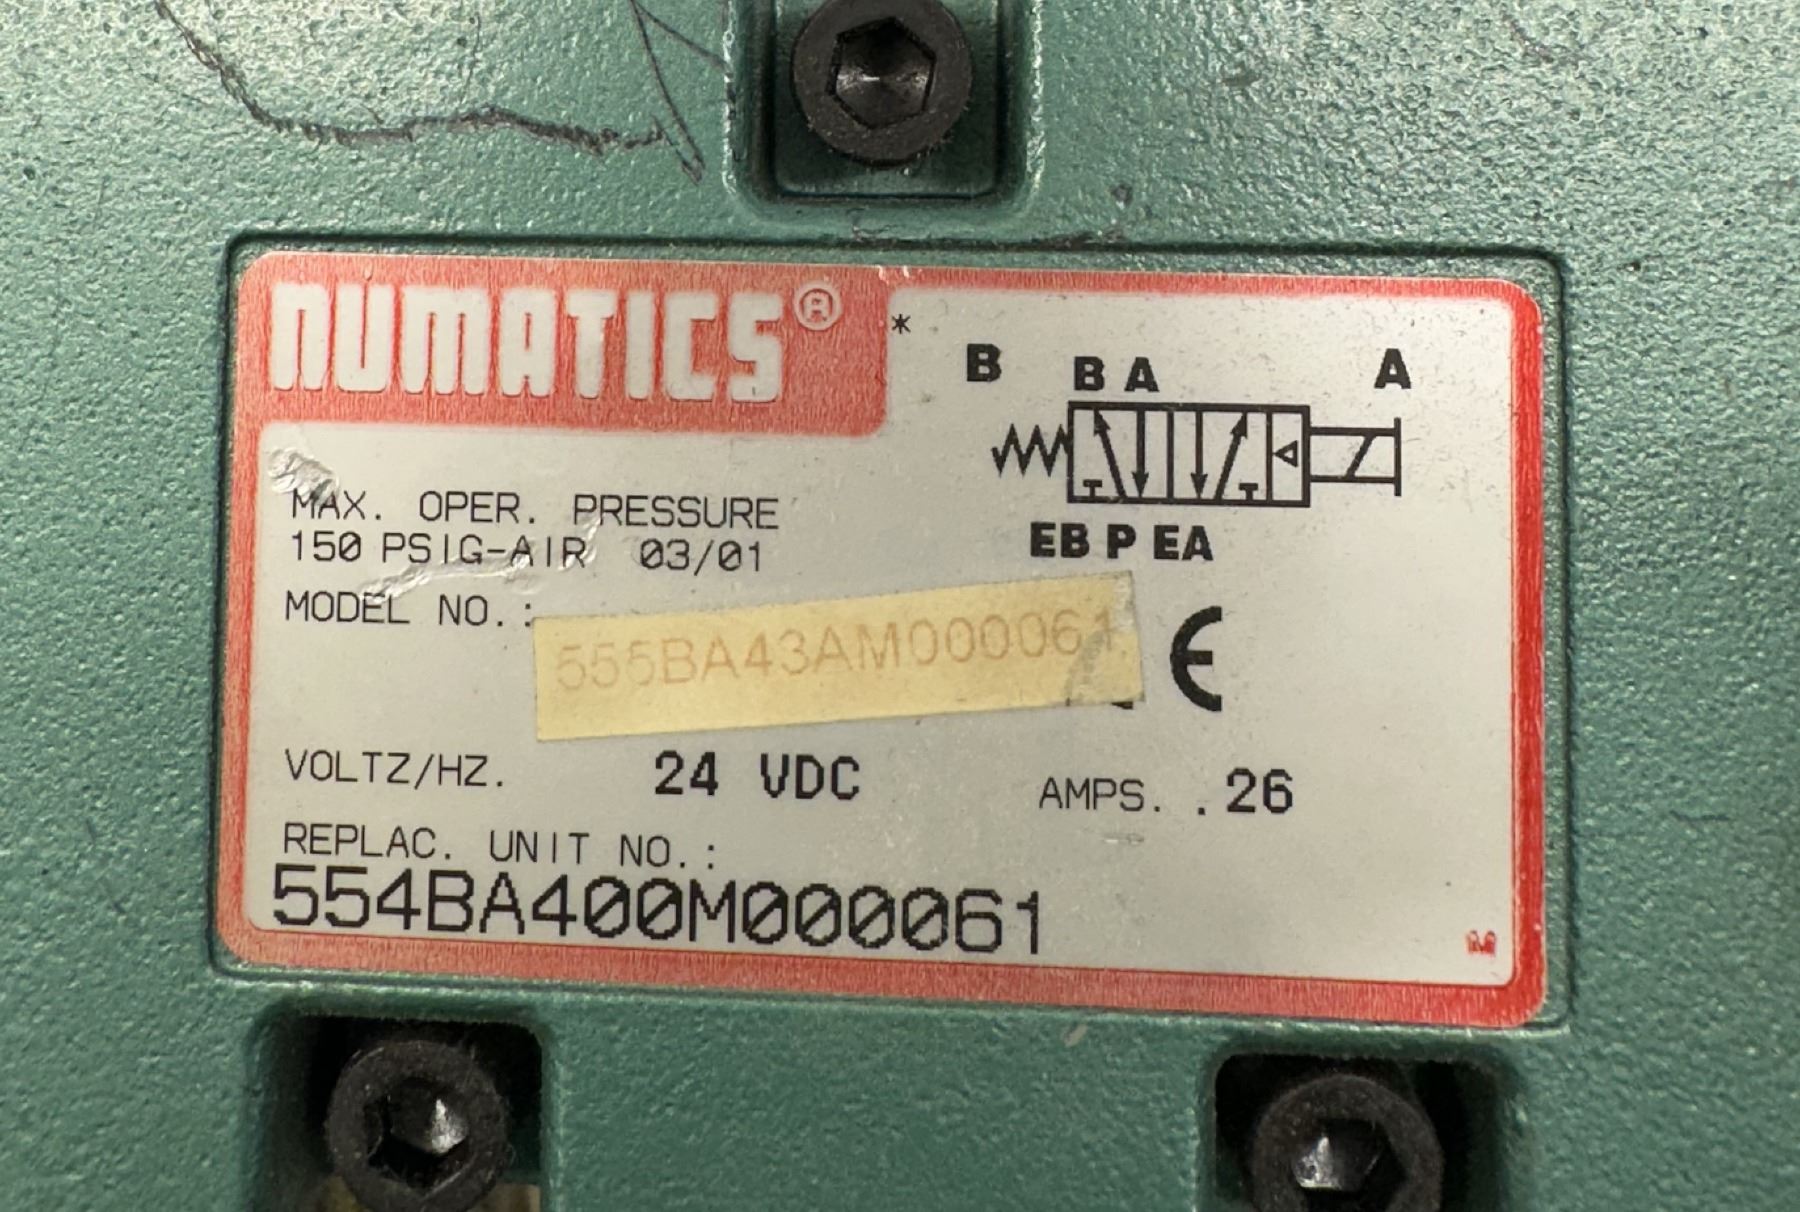 NUMATICS®
*
B B A A
EB P EA
MAX. OPER. PRESSURE
150 PSIG-AIR 03/01
MODEL NO.:
555BA43AM000061
CE
VOLTZ/HZ. 24 VDC AMPS. .26
REPLAC. UNIT NO.:
554BA400M000061
M